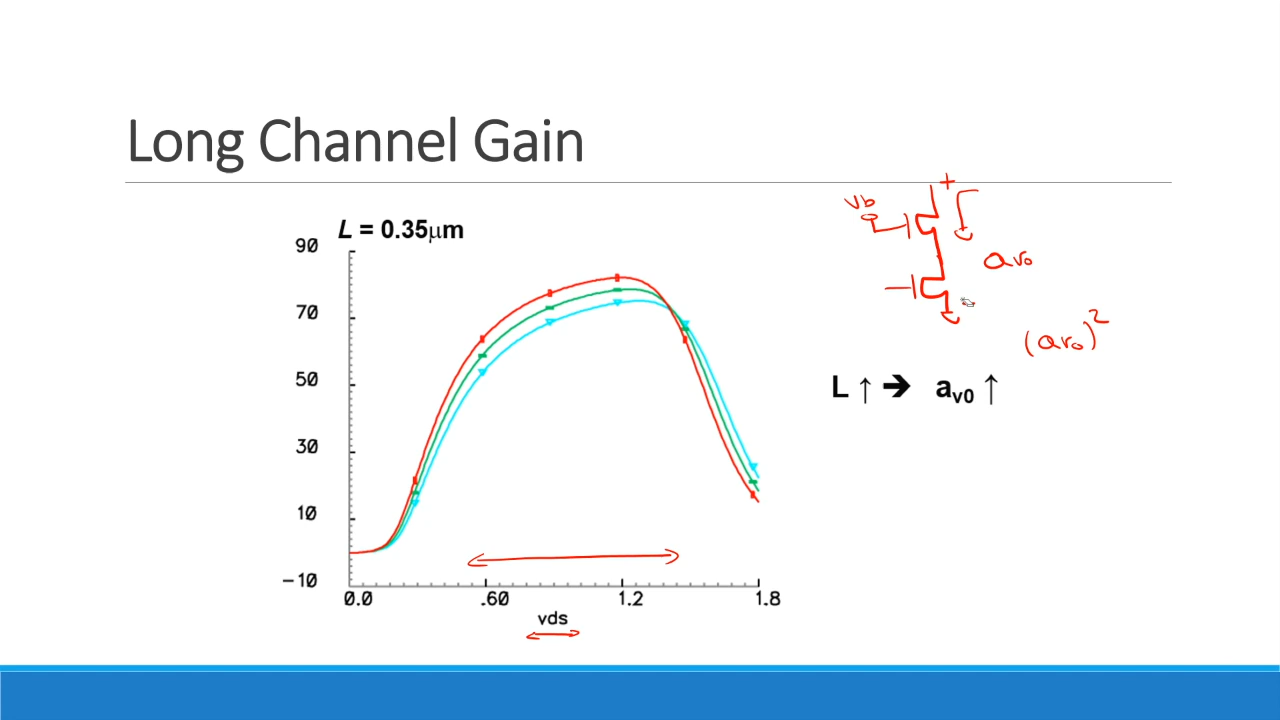 Long Channel Gain
L = 0.35μm
90
70
50
30
10
−10
0.0 .60 1.2 1.8
vds
+
Vb
avo
(avo)²
L ↑ ➔ av0 ↑